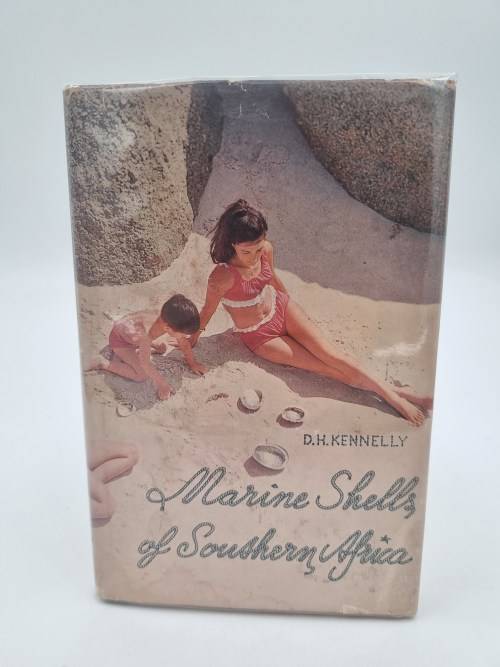 D.H. KENNELLY
Marine Shells
of Southern Africa